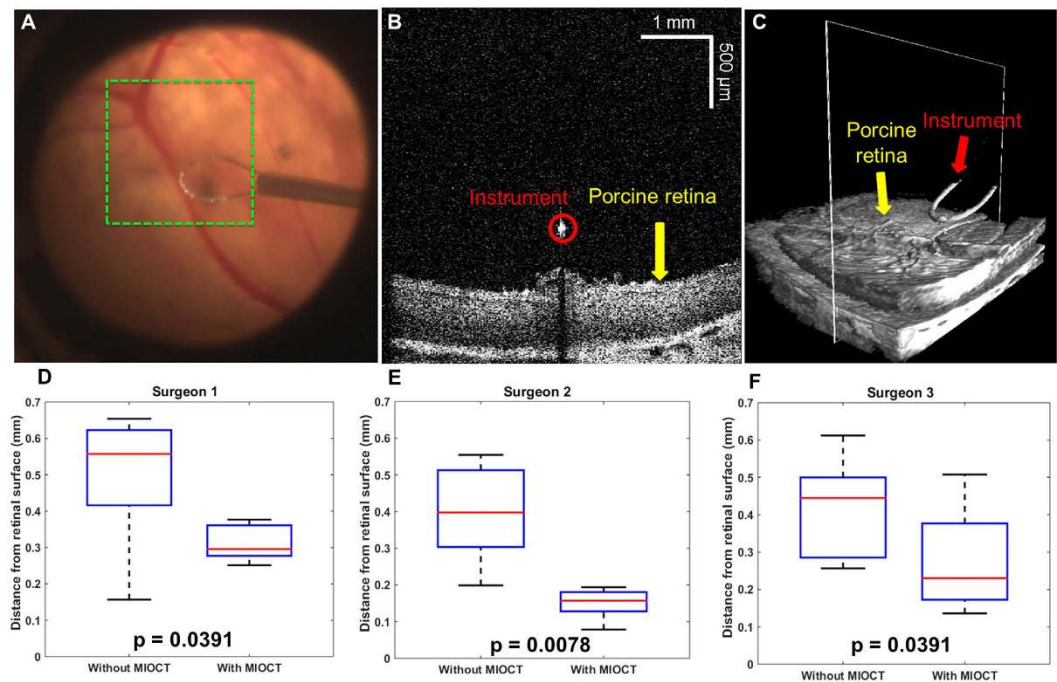 A
B
1 mm
500 µm
Instrument
Porcine retina
C
Porcine
retina
Instrument
D
Surgeon 1
Distance from retinal surface (mm)
0.7
0.6
0.5
0.4
0.3
0.2
0.1
0
p = 0.0391
Without MIOCT
With MIOCT
E
Surgeon 2
Distance from retinal surface (mm)
0.7
0.6
0.5
0.4
0.3
0.2
0.1
0
p = 0.0078
Without MIOCT
With MIOCT
F
Surgeon 3
Distance from retinal surface (mm)
0.7
0.6
0.5
0.4
0.3
0.2
0.1
0
p = 0.0391
Without MIOCT
With MIOCT